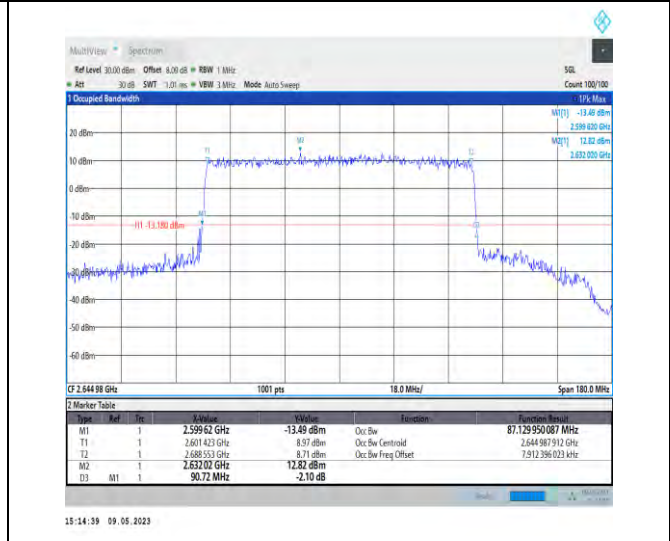 MultiView Spectrum
Ref Level 30.00 dBm Offset 8.09 dB RBW 1 MHz SGL
Att 30 dB SWT 1.01 ms VBW 3 MHz Mode Auto Sweep Count 100/100
1 Occupied Bandwidth 1Pk Max
M1[1] -13.49 dBm
2.599 620 GHz
M2[1] 12.82 dBm
2.632 020 GHz
20 dBm
T1 M2 T2
10 dBm
0 dBm
-10 dBm
M1
H1 -13.180 dBm
-20 dBm
-30 dBm
-40 dBm
-50 dBm
-60 dBm
CF 2.644 98 GHz 1001 pts 18.0 MHz/ Span 180.0 MHz
2 Marker Table
Type Ref Trc X-Value Y-Value Function Function Result
M1 1 2.599 62 GHz -13.49 dBm Occ Bw 87.129 950 087 MHz
T1 1 2.601 423 GHz 8.97 dBm Occ Bw Centroid 2.644 987 912 GHz
T2 1 2.688 553 GHz 8.71 dBm Occ Bw Freq Offset 7.912 396 023 kHz
M2 1 2.632 02 GHz 12.82 dBm
D3 M1 1 90.72 MHz -2.10 dB
15:14:39 09.05.2023